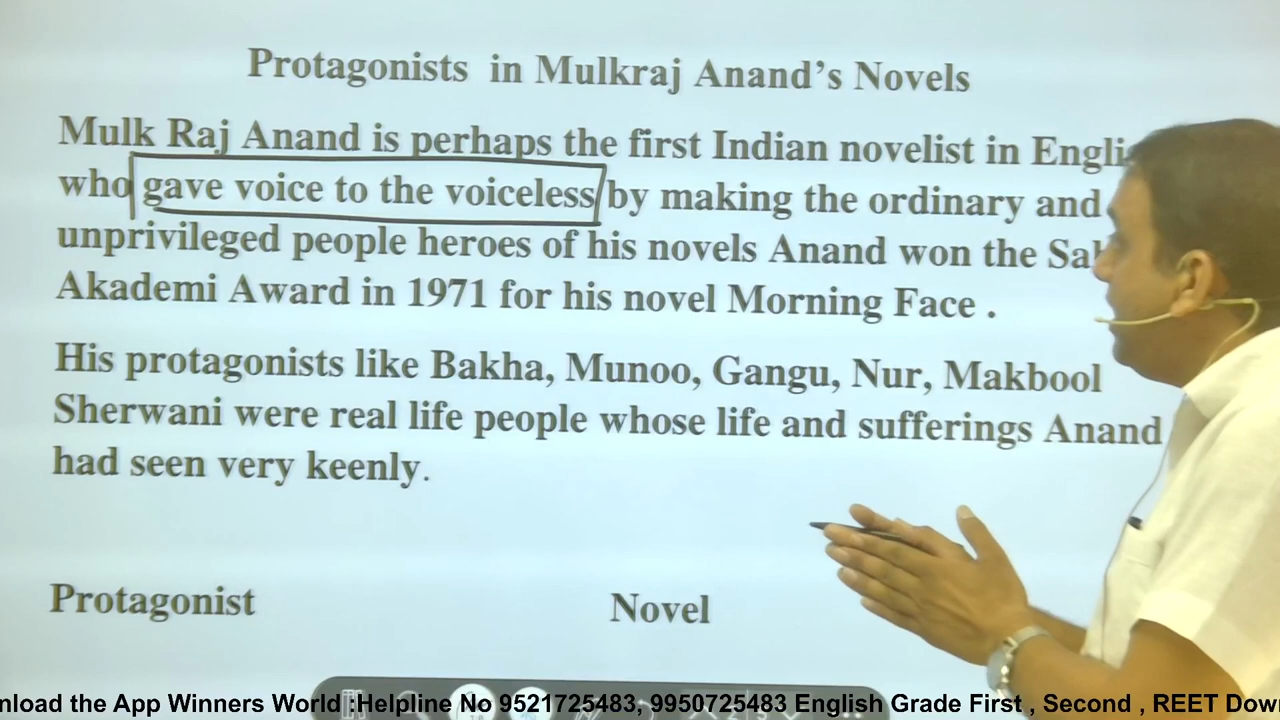 Protagonists in Mulkraj Anand's Novels
Mulk Raj Anand is perhaps the first Indian novelist in Engli
who gave voice to the voiceless by making the ordinary and
unprivileged people heroes of his novels Anand won the Sa
Akademi Award in 1971 for his novel Morning Face .
His protagonists like Bakha, Munoo, Gangu, Nur, Makbool
Sherwani were real life people whose life and sufferings Anand
had seen very keenly.
Protagonist Novel
nload the App Winners World :Helpline No 9521725483, 9950725483 English Grade First , Second , REET Dow